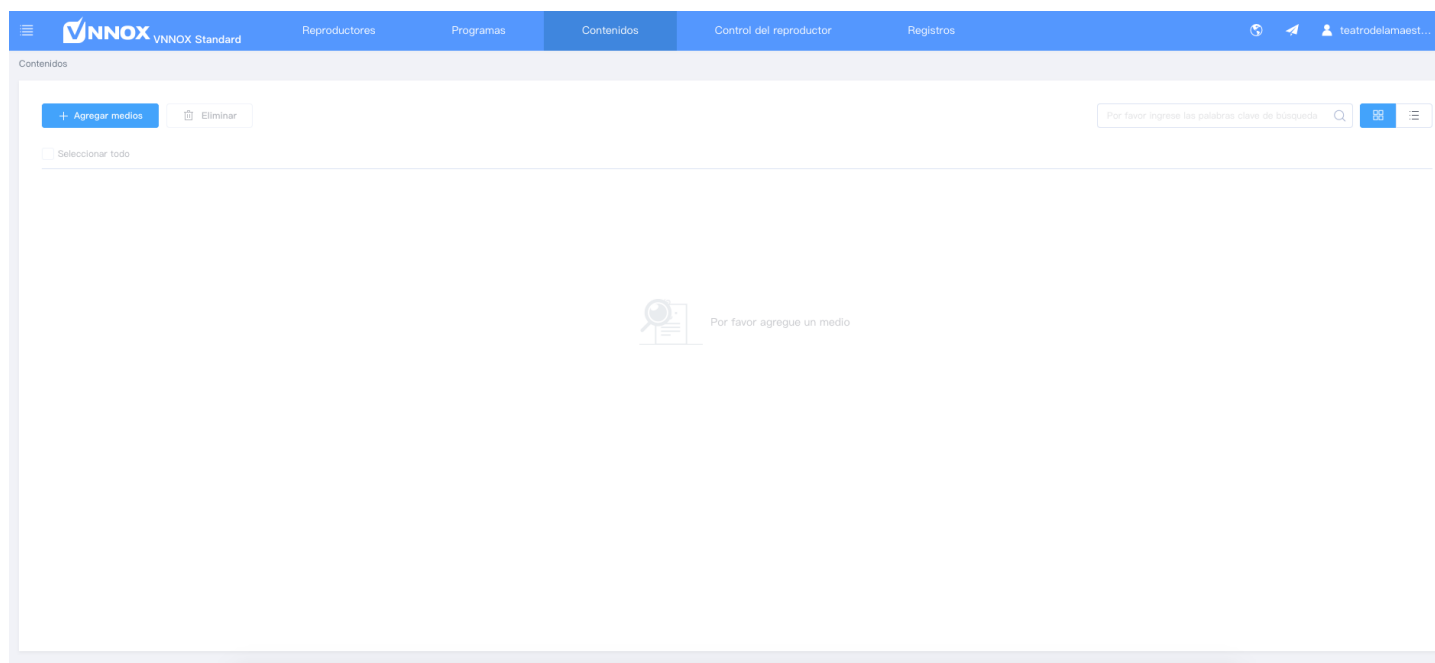 VNNOX VNNOX Standard Reproductores Programas Contenidos Control del reproductor Registros teatrodelamaest...
Contenidos
+ Agregar medios Eliminar Por favor ingrese las palabras clave de búsqueda
Seleccionar todo
Por favor agregue un medio